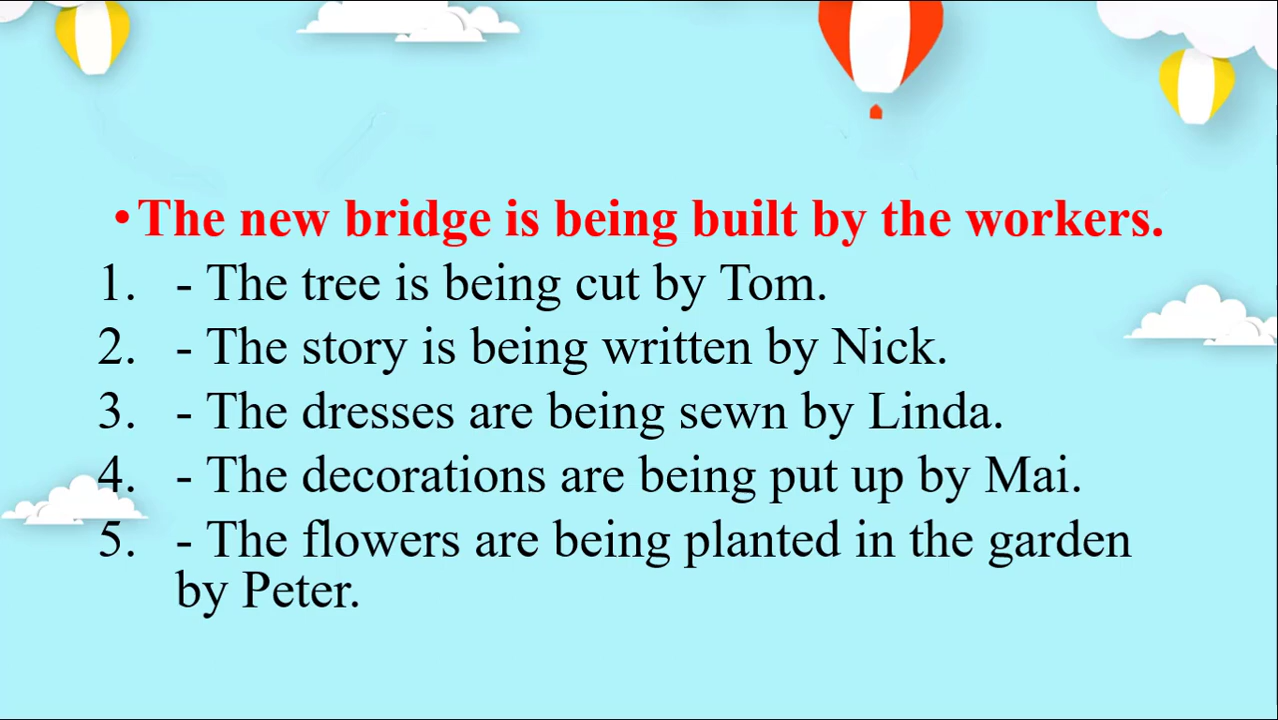 •The new bridge is being built by the workers.
1. - The tree is being cut by Tom.
2. - The story is being written by Nick.
3. - The dresses are being sewn by Linda.
4. - The decorations are being put up by Mai.
5. - The flowers are being planted in the garden
by Peter.